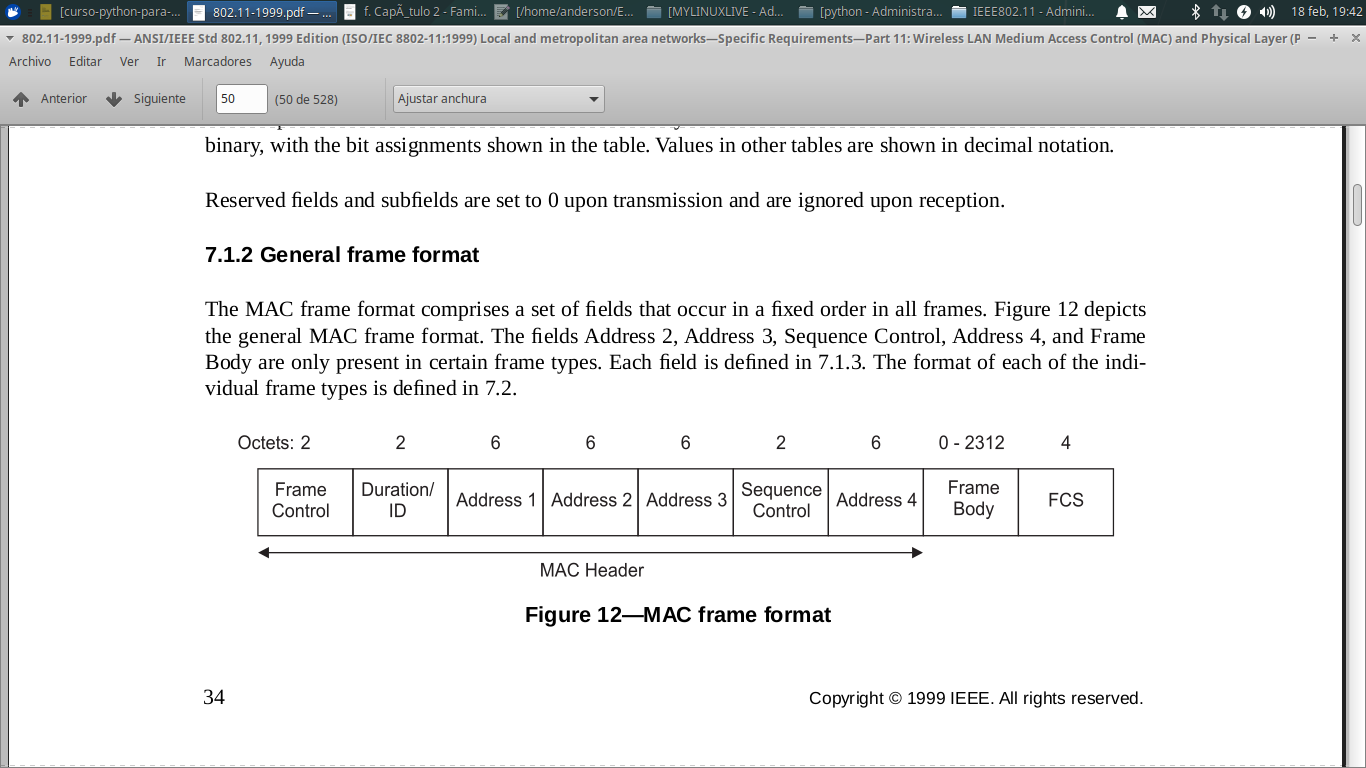 [curso-python-para-...
802.11-1999.pdf — ...
f. CapÃ_tulo 2 - Fami...
[/home/anderson/E...
[MYLINUXLIVE - Ad...
[python - Administra...
IEEE802.11 - Admini...
18 feb, 19:42
802.11-1999.pdf — ANSI/IEEE Std 802.11, 1999 Edition (ISO/IEC 8802-11:1999) Local and metropolitan area networks—Specific Requirements—Part 11: Wireless LAN Medium Access Control (MAC) and Physical Layer (P
Archivo Editar Ver Ir Marcadores Ayuda
Anterior Siguiente 50 (50 de 528) Ajustar anchura
binary, with the bit assignments shown in the table. Values in other tables are shown in decimal notation.
Reserved fields and subfields are set to 0 upon transmission and are ignored upon reception.
7.1.2 General frame format
The MAC frame format comprises a set of fields that occur in a fixed order in all frames. Figure 12 depicts
the general MAC frame format. The fields Address 2, Address 3, Sequence Control, Address 4, and Frame
Body are only present in certain frame types. Each field is defined in 7.1.3. The format of each of the indi-
vidual frame types is defined in 7.2.
Octets: 2 2 6 6 6 2 6 0 - 2312 4
Frame
Control
Duration/
ID
Address 1
Address 2
Address 3
Sequence
Control
Address 4
Frame
Body
FCS
MAC Header
Figure 12—MAC frame format
34
Copyright © 1999 IEEE. All rights reserved.